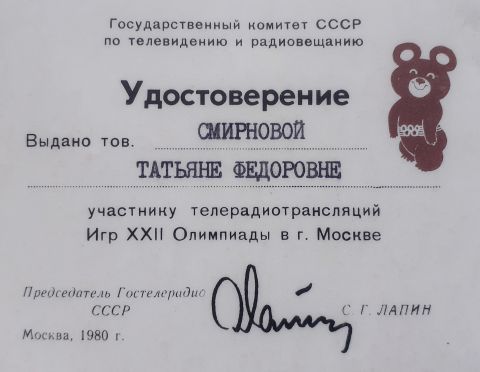 Государственный комитет СССР
по телевидению и радиовещанию
Удостоверение
Выдано тов. СМИРНОВОЙ
ТАТЬЯНЕ ФЕДОРОВНЕ
участнику телерадиотрансляций
Игр XXII Олимпиады в г. Москве
Председатель Гостелерадио
СССР
С. Г. ЛАПИН
Москва, 1980 г.